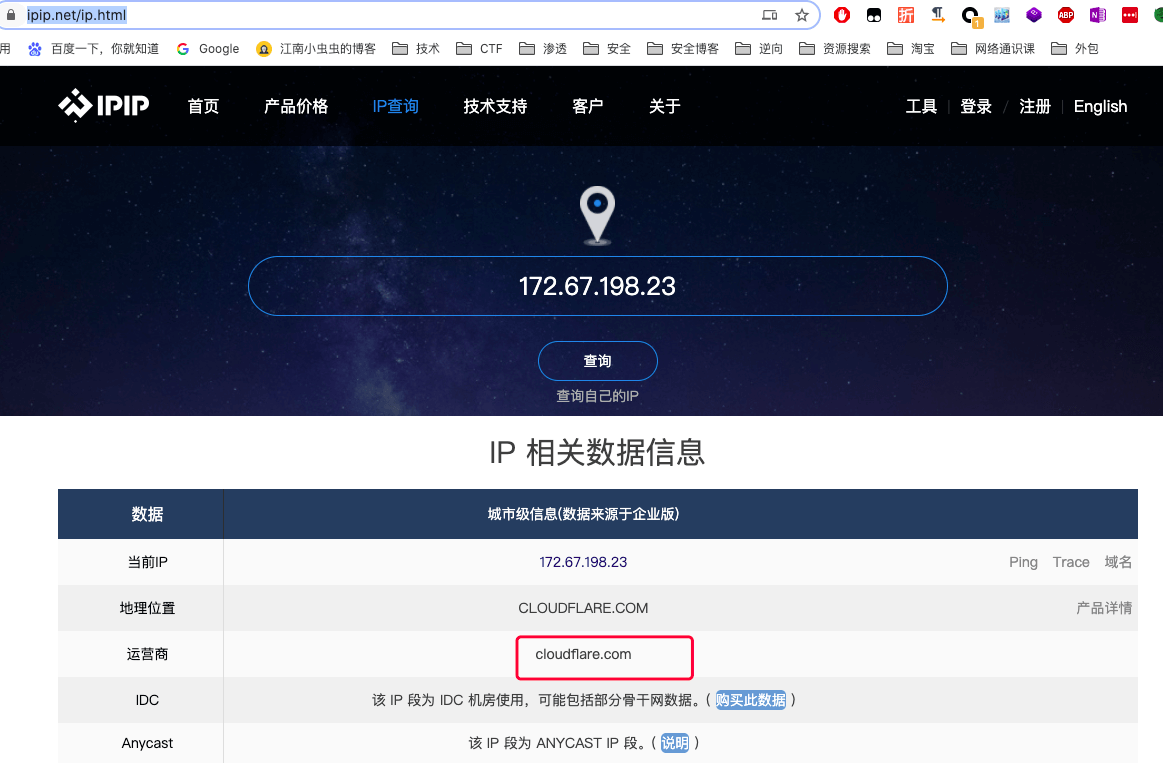 ipip.net/ip.html
折
1
ABP
用 百度一下，你就知道 Google 江南小虫虫的博客 技术 CTF 渗透 安全 安全博客 逆向 资源搜索 淘宝 网络通识课 外包
IPIP 首页 产品价格 IP查询 技术支持 客户 关于 工具 登录 / 注册 English
172.67.198.23
查询
查询自己的IP
IP 相关数据信息
数据 城市级信息(数据来源于企业版)
当前IP 172.67.198.23 Ping Trace 域名
地理位置 CLOUDFLARE.COM 产品详情
运营商 cloudflare.com
IDC 该 IP 段为 IDC 机房使用，可能包括部分骨干网数据。( 购买此数据 )
Anycast 该 IP 段为 ANYCAST IP 段。( 说明 )